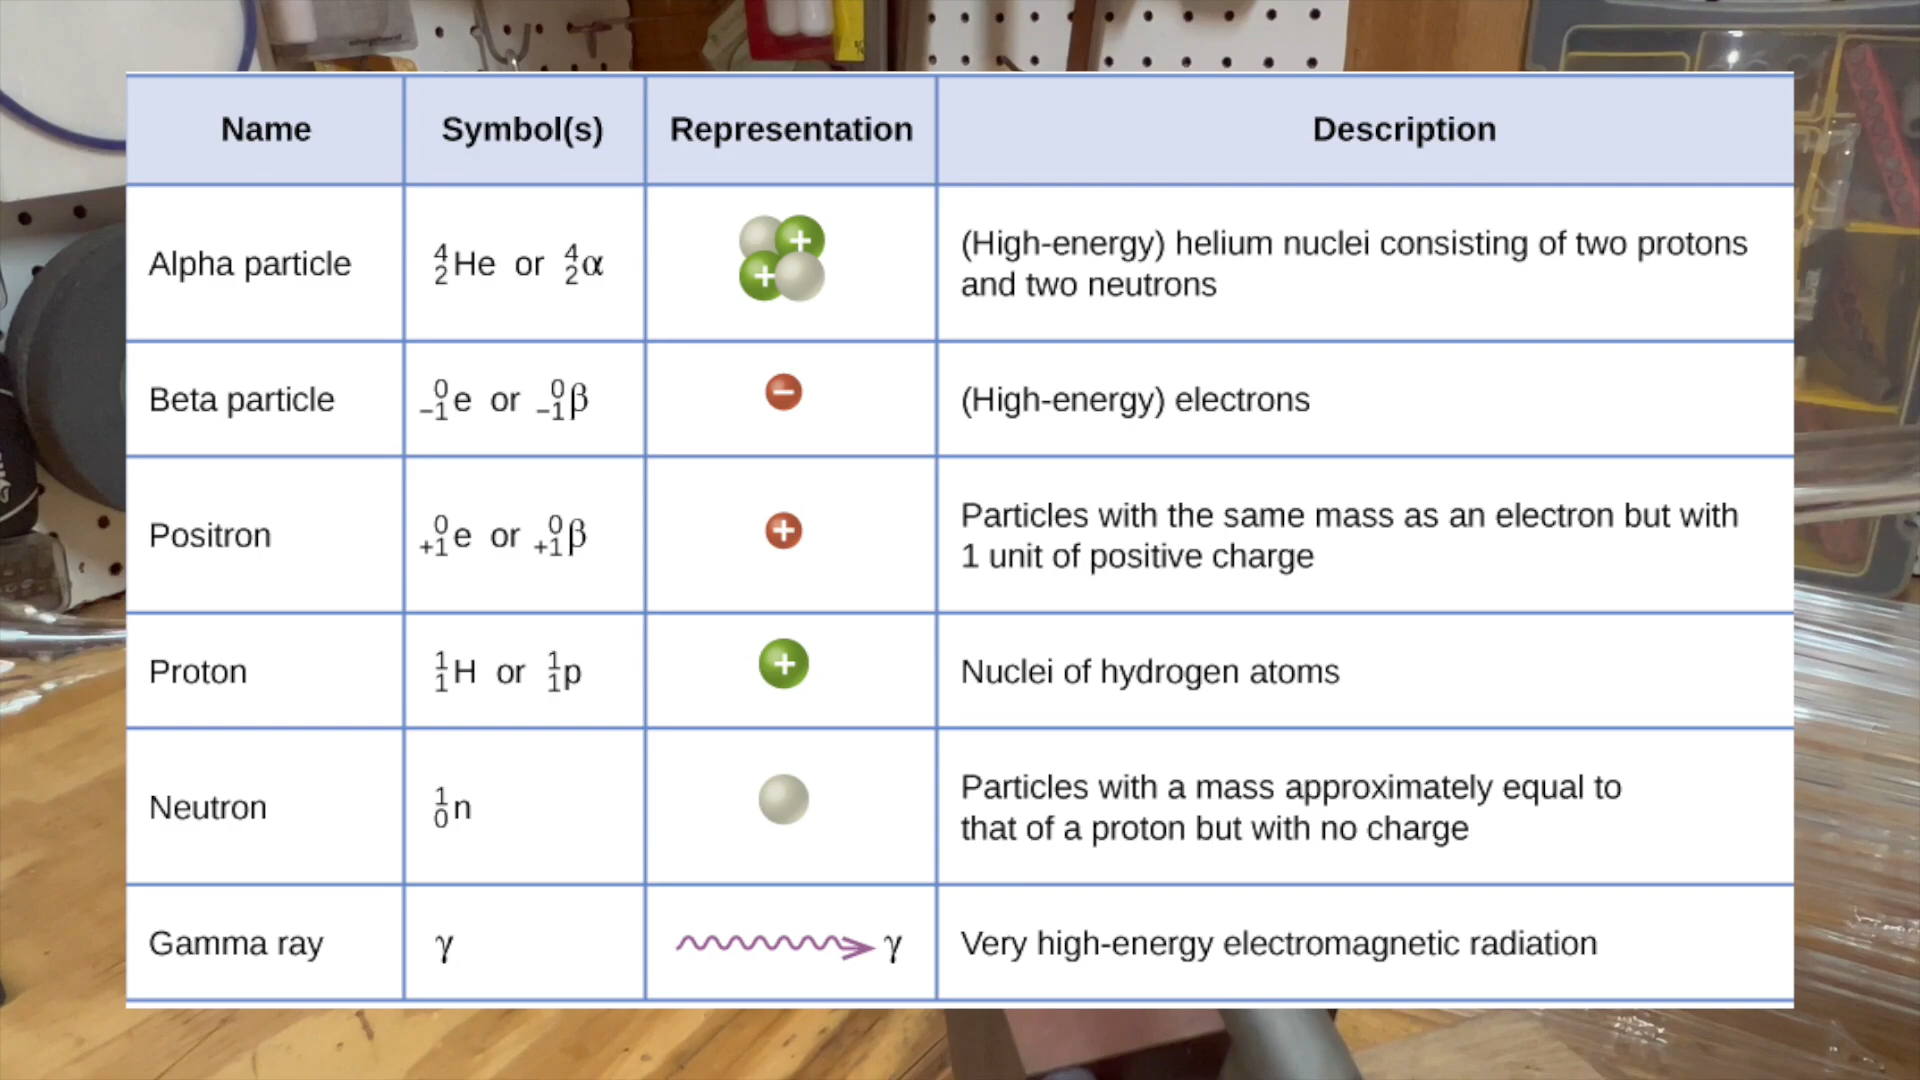 Name Symbol(s) Representation Description
Alpha particle ⁴₂He or ⁴₂α (High-energy) helium nuclei consisting of two protons
and two neutrons
Beta particle ⁰₋₁e or ⁰₋₁β − (High-energy) electrons
Positron ⁰₊₁e or ⁰₊₁β + Particles with the same mass as an electron but with
1 unit of positive charge
Proton ¹₁H or ¹₁p + Nuclei of hydrogen atoms
Neutron ¹₀n Particles with a mass approximately equal to
that of a proton but with no charge
Gamma ray γ γ Very high-energy electromagnetic radiation